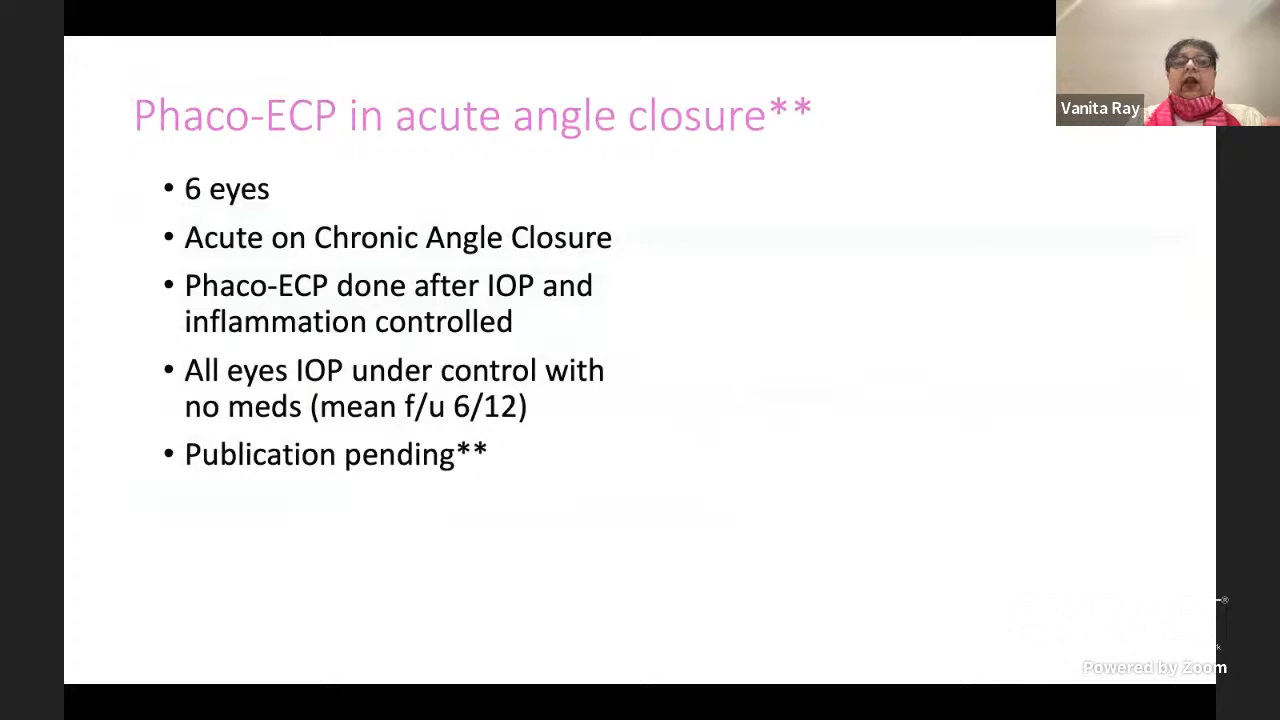 Phaco-ECP in acute angle closure**
Vanita Ray
• 6 eyes
• Acute on Chronic Angle Closure
• Phaco-ECP done after IOP and
inflammation controlled
• All eyes IOP under control with
no meds (mean f/u 6/12)
• Publication pending**
®
Powered by Zoom